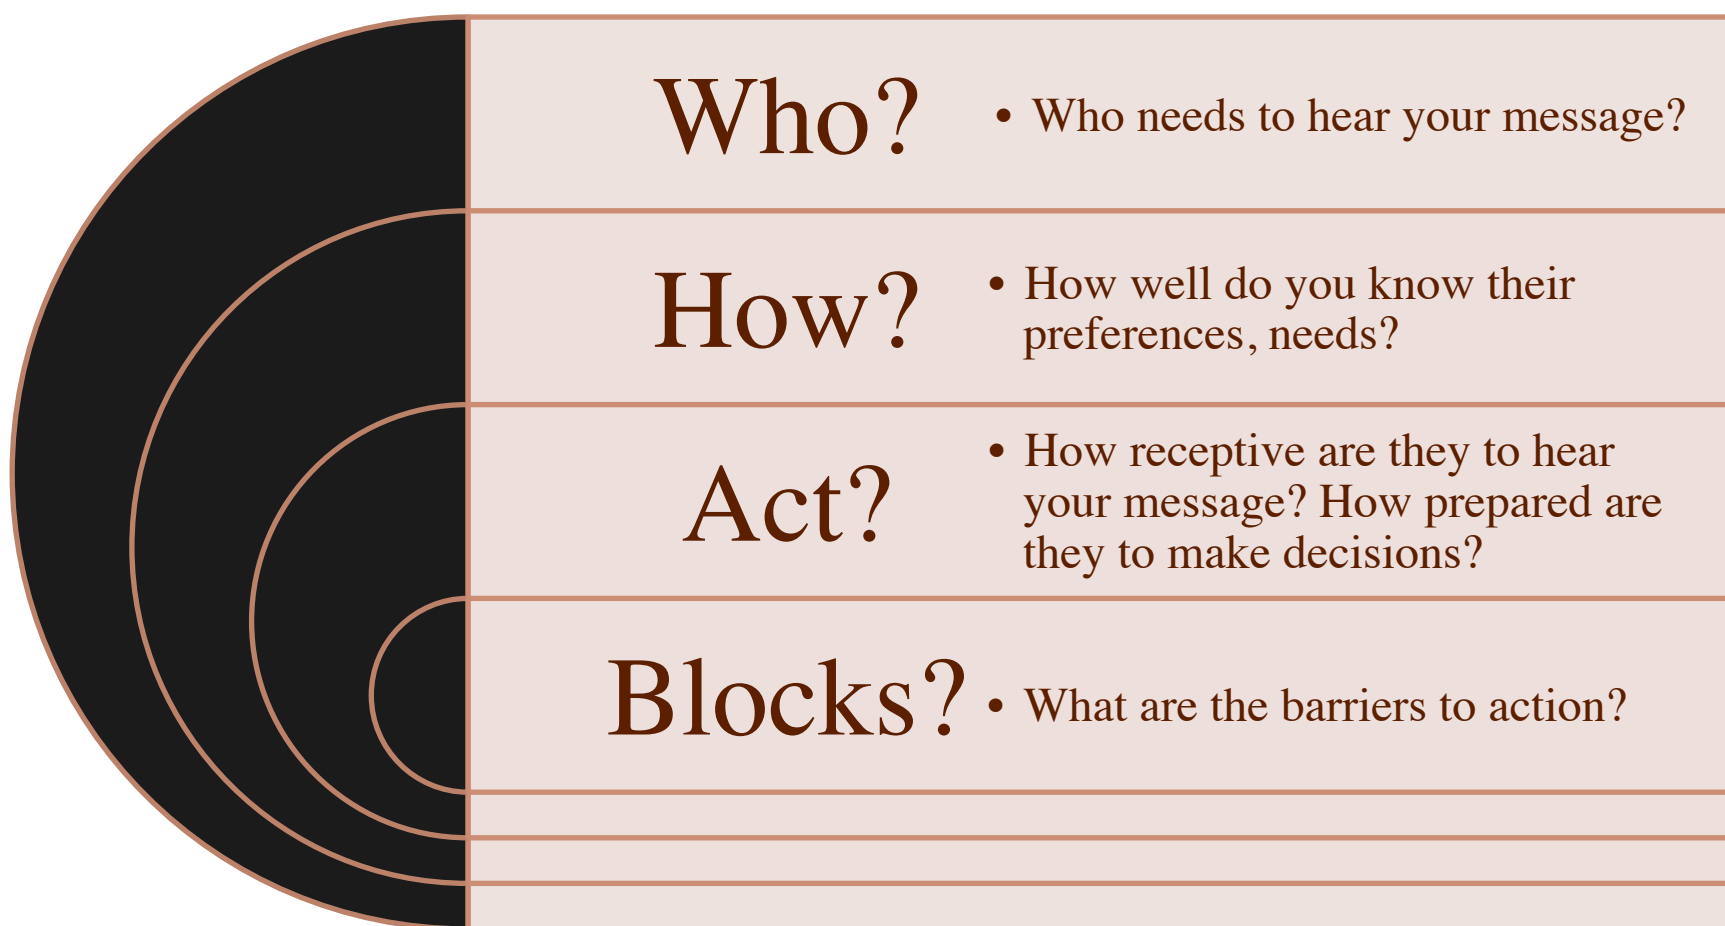 Who?
• Who needs to hear your message?
How?
• How well do you know their
preferences, needs?
Act?
• How receptive are they to hear
your message? How prepared are
they to make decisions?
Blocks?
• What are the barriers to action?